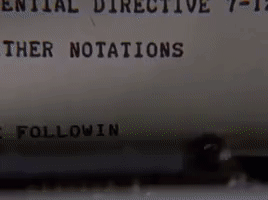 ENTIAL DIRECTIVE 7-1
THER NOTATIONS
FOLLOWIN